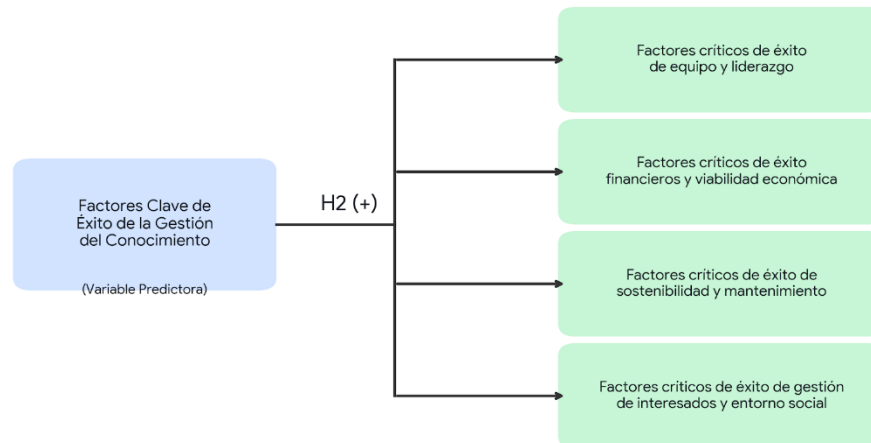 Factores Clave de
Éxito de la Gestión
del Conocimiento
(Variable Predictora)
H2 (+)
Factores críticos de éxito
de equipo y liderazgo
Factores críticos de éxito
financieros y viabilidad económica
Factores críticos de éxito de
sostenibilidad y mantenimiento
Factores críticos de éxito de gestión
de interesados y entorno social